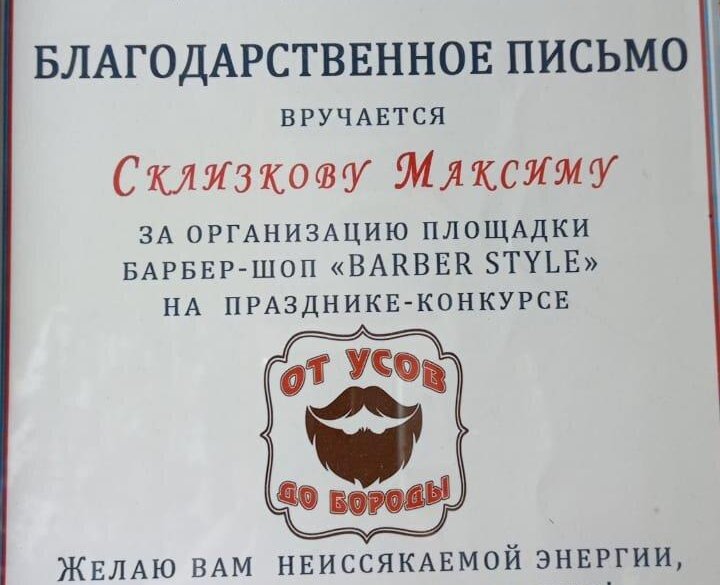 БЛАГОДАРСТВЕННОЕ ПИСЬМО
ВРУЧАЕТСЯ
СКЛИЗКОВУ МАКСИМУ
ЗА ОРГАНИЗАЦИЮ ПЛОЩАДКИ
БАРБЕР-ШОП «BARBER STYLE»
НА ПРАЗДНИКЕ-КОНКУРСЕ
ОТ УСОВ
ДО БОРОДЫ
ЖЕЛАЮ ВАМ НЕИССЯКАЕМОЙ ЭНЕРГИИ,